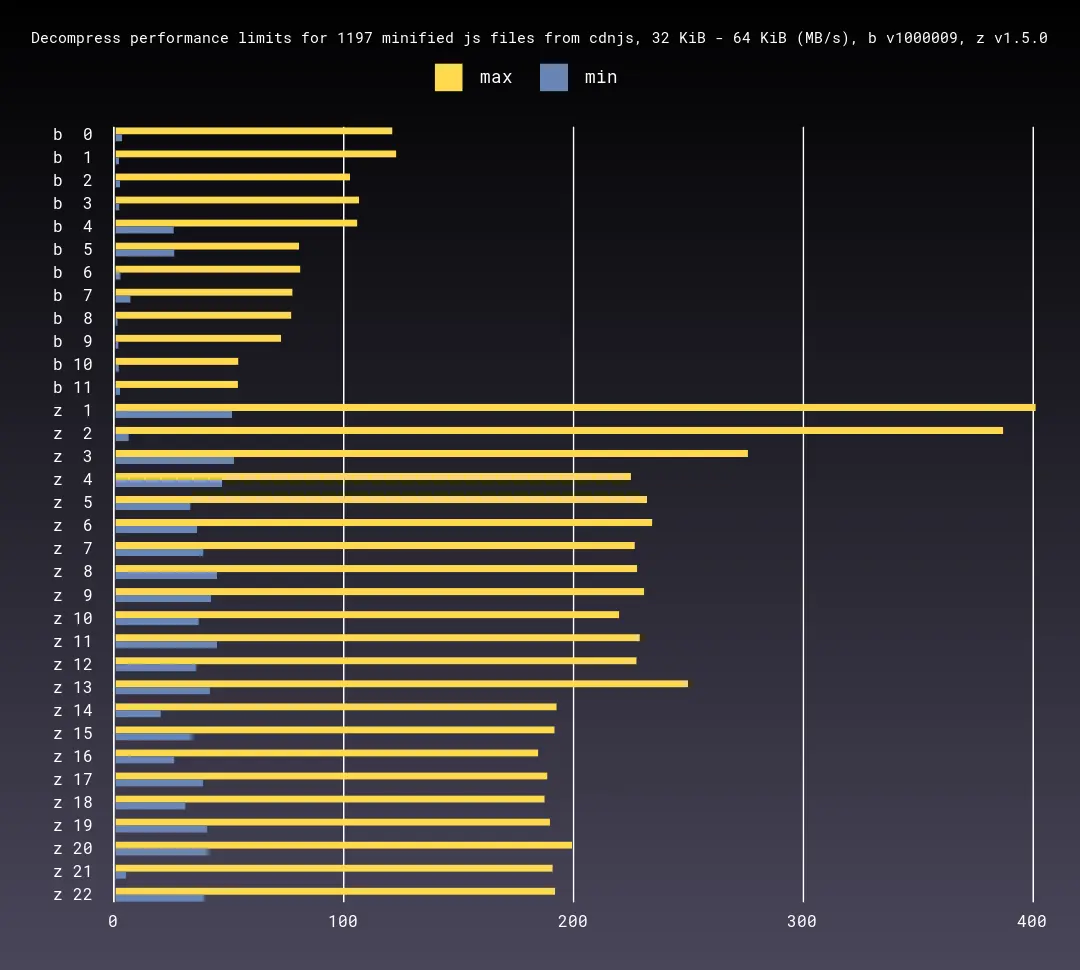 Decompress performance limits for 1197 minified js files from cdnjs, 32 KiB - 64 KiB (MB/s), b v1000009, z v1.5.0
max min
b 0
b 1
b 2
b 3
b 4
b 5
b 6
b 7
b 8
b 9
b 10
b 11
z 1
z 2
z 3
z 4
z 5
z 6
z 7
z 8
z 9
z 10
z 11
z 12
z 13
z 14
z 15
z 16
z 17
z 18
z 19
z 20
z 21
z 22
0 100 200 300 400